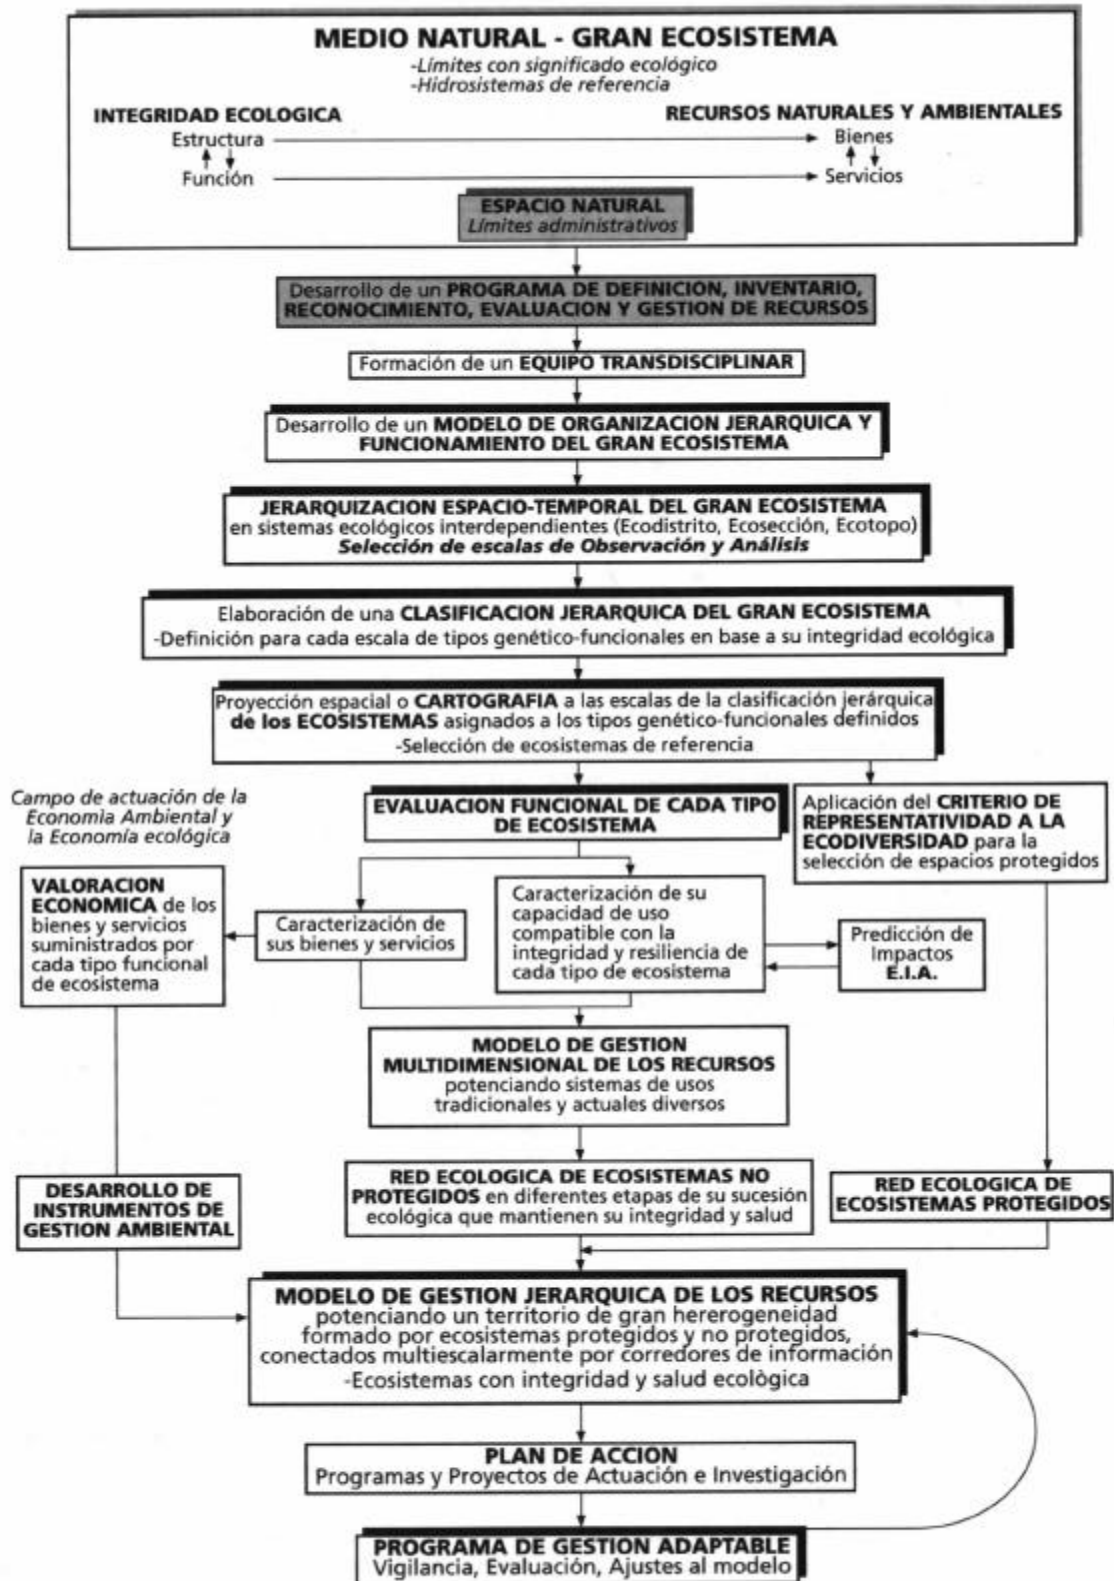 MEDIO NATURAL - GRAN ECOSISTEMA
-Límites con significado ecológico
-Hidrosistemas de referencia
INTEGRIDAD ECOLOGICA
RECURSOS NATURALES Y AMBIENTALES
Estructura
Bienes
Función
Servicios
ESPACIO NATURAL
Límites administrativos
Desarrollo de un PROGRAMA DE DEFINICION, INVENTARIO,
RECONOCIMIENTO, EVALUACION Y GESTION DE RECURSOS
Formación de un EQUIPO TRANSDISCIPLINAR
Desarrollo de un MODELO DE ORGANIZACION JERARQUICA Y
FUNCIONAMIENTO DEL GRAN ECOSISTEMA
JERARQUIZACION ESPACIO-TEMPORAL DEL GRAN ECOSISTEMA
en sistemas ecológicos interdependientes (Ecodistrito, Ecosección, Ecotopo)
Selección de escalas de Observación y Análisis
Elaboración de una CLASIFICACION JERARQUICA DEL GRAN ECOSISTEMA
-Definición para cada escala de tipos genético-funcionales en base a su integridad ecológica
Proyección espacial o CARTOGRAFIA a las escalas de la clasificación jerárquica
de los ECOSISTEMAS asignados a los tipos genético-funcionales definidos
-Selección de ecosistemas de referencia
Campo de actuación de la
Economìa Ambiental y
la Economía ecológica
EVALUACION FUNCIONAL DE CADA TIPO
DE ECOSISTEMA
Aplicación del CRITERIO DE
REPRESENTATIVIDAD A LA
ECODIVERSIDAD para la
selección de espacios protegidos
VALORACION
ECONOMICA de los
bienes y servicios
suministrados por
cada tipo funcional
de ecosistema
Caracterización de
sus bienes y servicios
Caracterización de su
capacidad de uso
compatible con la
integridad y resiliencia de
cada tipo de ecosistema
Predicción de
Impactos
E.I.A.
MODELO DE GESTION
MULTIDIMENSIONAL DE LOS RECURSOS
potenciando sistemas de usos
tradicionales y actuales diversos
DESARROLLO DE
INSTRUMENTOS DE
GESTION AMBIENTAL
RED ECOLOGICA DE ECOSISTEMAS NO
PROTEGIDOS en diferentes etapas de su sucesión
ecológica que mantienen su integridad y salud
RED ECOLOGICA DE
ECOSISTEMAS PROTEGIDOS
MODELO DE GESTION JERARQUICA DE LOS RECURSOS
potenciando un territorio de gran hererogeneidad
formado por ecosistemas protegidos y no protegidos,
conectados multiescalarmente por corredores de información
-Ecosistemas con integridad y salud ecològica
PLAN DE ACCION
Programas y Proyectos de Actuación e Investigación
PROGRAMA DE GESTION ADAPTABLE
Vigilancia, Evaluación, Ajustes al modelo